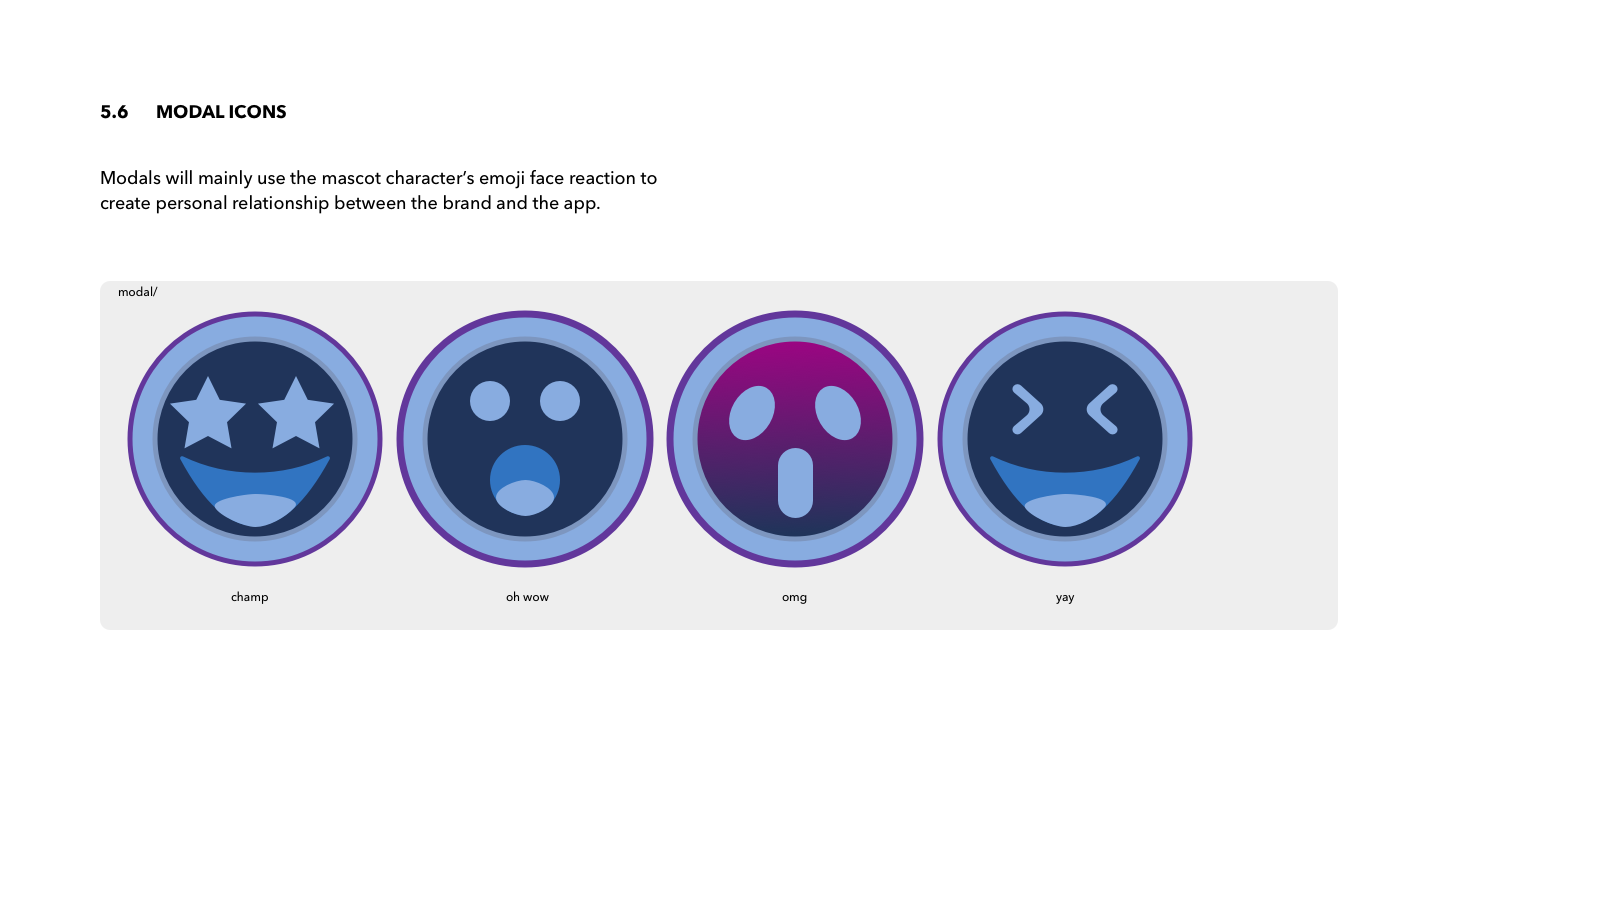 5.6 MODAL ICONS
Modals will mainly use the mascot character’s emoji face reaction to
create personal relationship between the brand and the app.
modal/
champ
oh wow
omg
yay